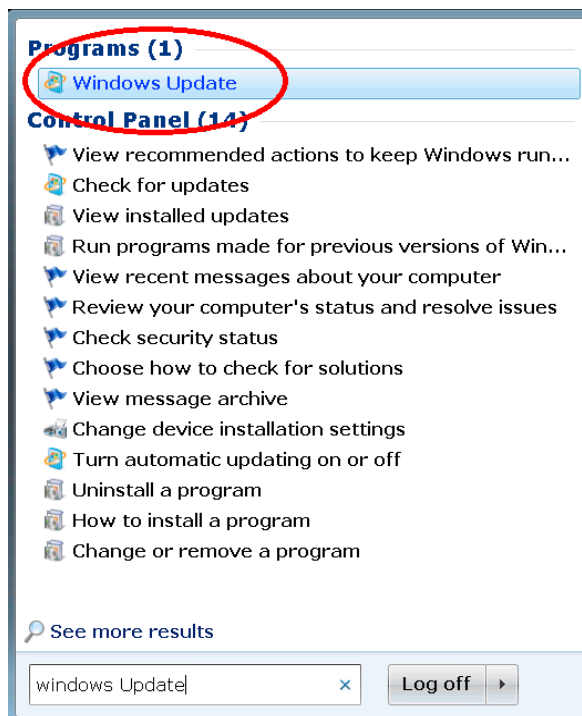 Programs (1)
Windows Update
Control Panel (14)
View recommended actions to keep Windows run...
Check for updates
View installed updates
Run programs made for previous versions of Win...
View recent messages about your computer
Review your computer's status and resolve issues
Check security status
Choose how to check for solutions
View message archive
Change device installation settings
Turn automatic updating on or off
Uninstall a program
How to install a program
Change or remove a program
See more results
windows Update
Log off